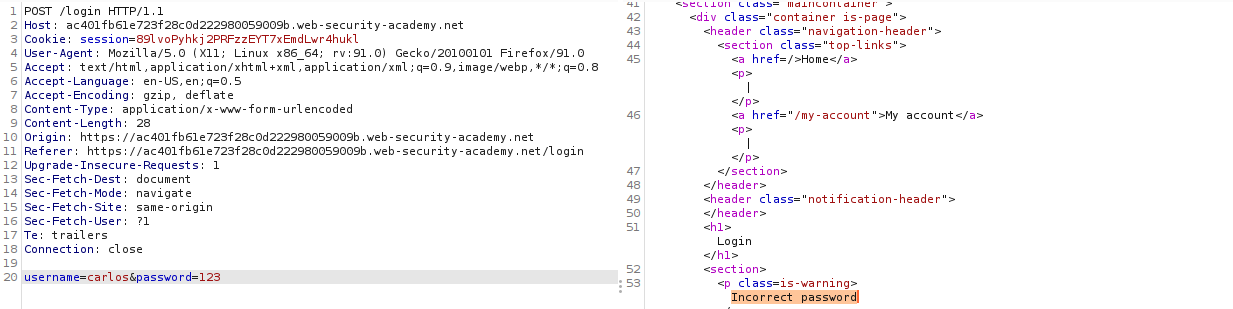 1 POST /login HTTP/1.1
2 Host: ac401fb61e723f28c0d222980059009b.web-security-academy.net
3 Cookie: session=89lvoPyhkj2PRFzzEYT7xEmdLwr4hukl
4 User-Agent: Mozilla/5.0 (X11; Linux x86_64; rv:91.0) Gecko/20100101 Firefox/91.0
5 Accept: text/html,application/xhtml+xml,application/xml;q=0.9,image/webp,*/*;q=0.8
6 Accept-Language: en-US,en;q=0.5
7 Accept-Encoding: gzip, deflate
8 Content-Type: application/x-www-form-urlencoded
9 Content-Length: 28
10 Origin: https://ac401fb61e723f28c0d222980059009b.web-security-academy.net
11 Referer: https://ac401fb61e723f28c0d222980059009b.web-security-academy.net/login
12 Upgrade-Insecure-Requests: 1
13 Sec-Fetch-Dest: document
14 Sec-Fetch-Mode: navigate
15 Sec-Fetch-Site: same-origin
16 Sec-Fetch-User: ?1
17 Te: trailers
18 Connection: close
19
20 username=carlos&password=123
41 <section class="maincontainer">
42 <div class="container is-page">
43 <header class="navigation-header">
44 <section class="top-links">
45 <a href=/>Home</a>
<p>
|
</p>
46 <a href="/my-account">My account</a>
<p>
|
</p>
47 </section>
48 </header>
49 <header class="notification-header">
50 </header>
51 <h1>
Login
</h1>
52 <section>
53 <p class=is-warning>
Incorrect password